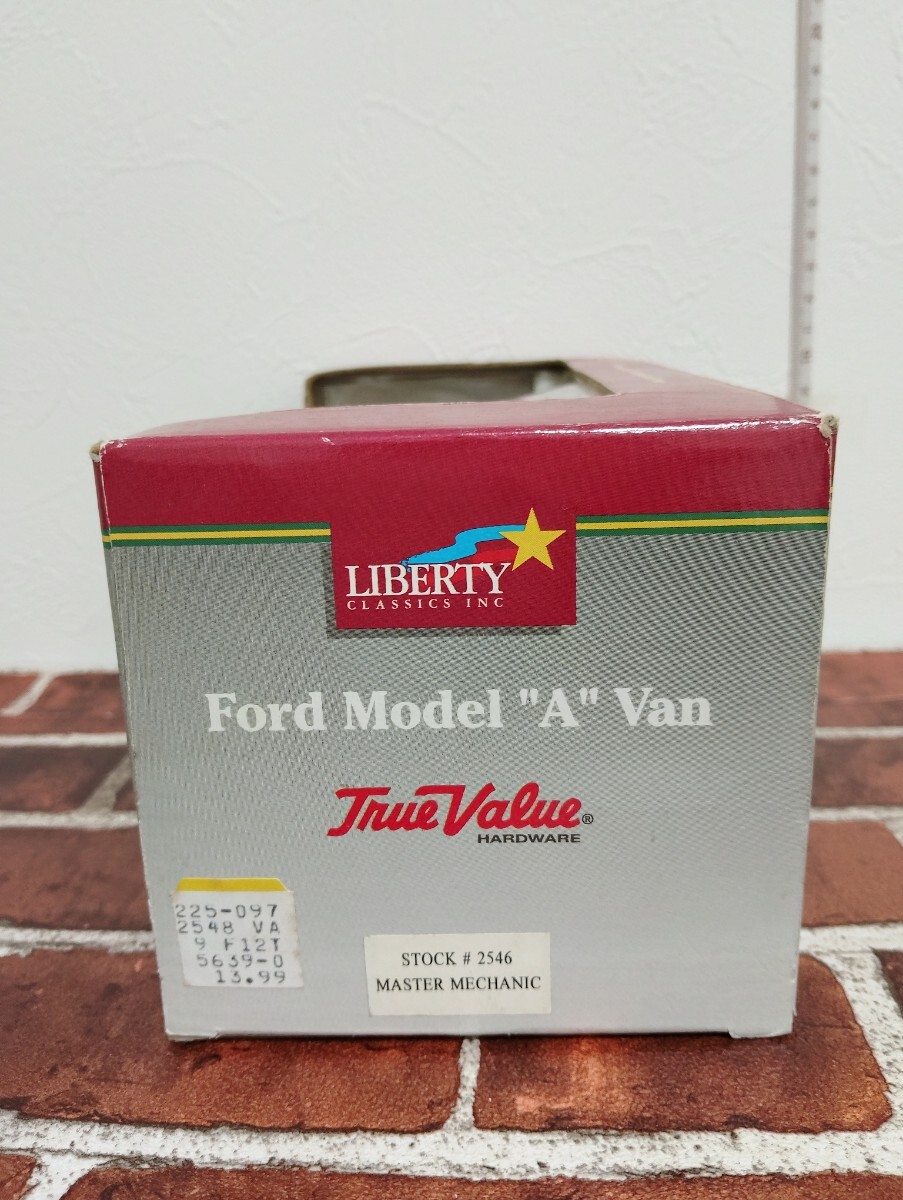 LIBERTY
CLASSICS INC
Ford Model "A" Van
True Value®
HARDWARE
225-097
2548 VA
9 F12T
5639-0
13.99
STOCK # 2546
MASTER MECHANIC